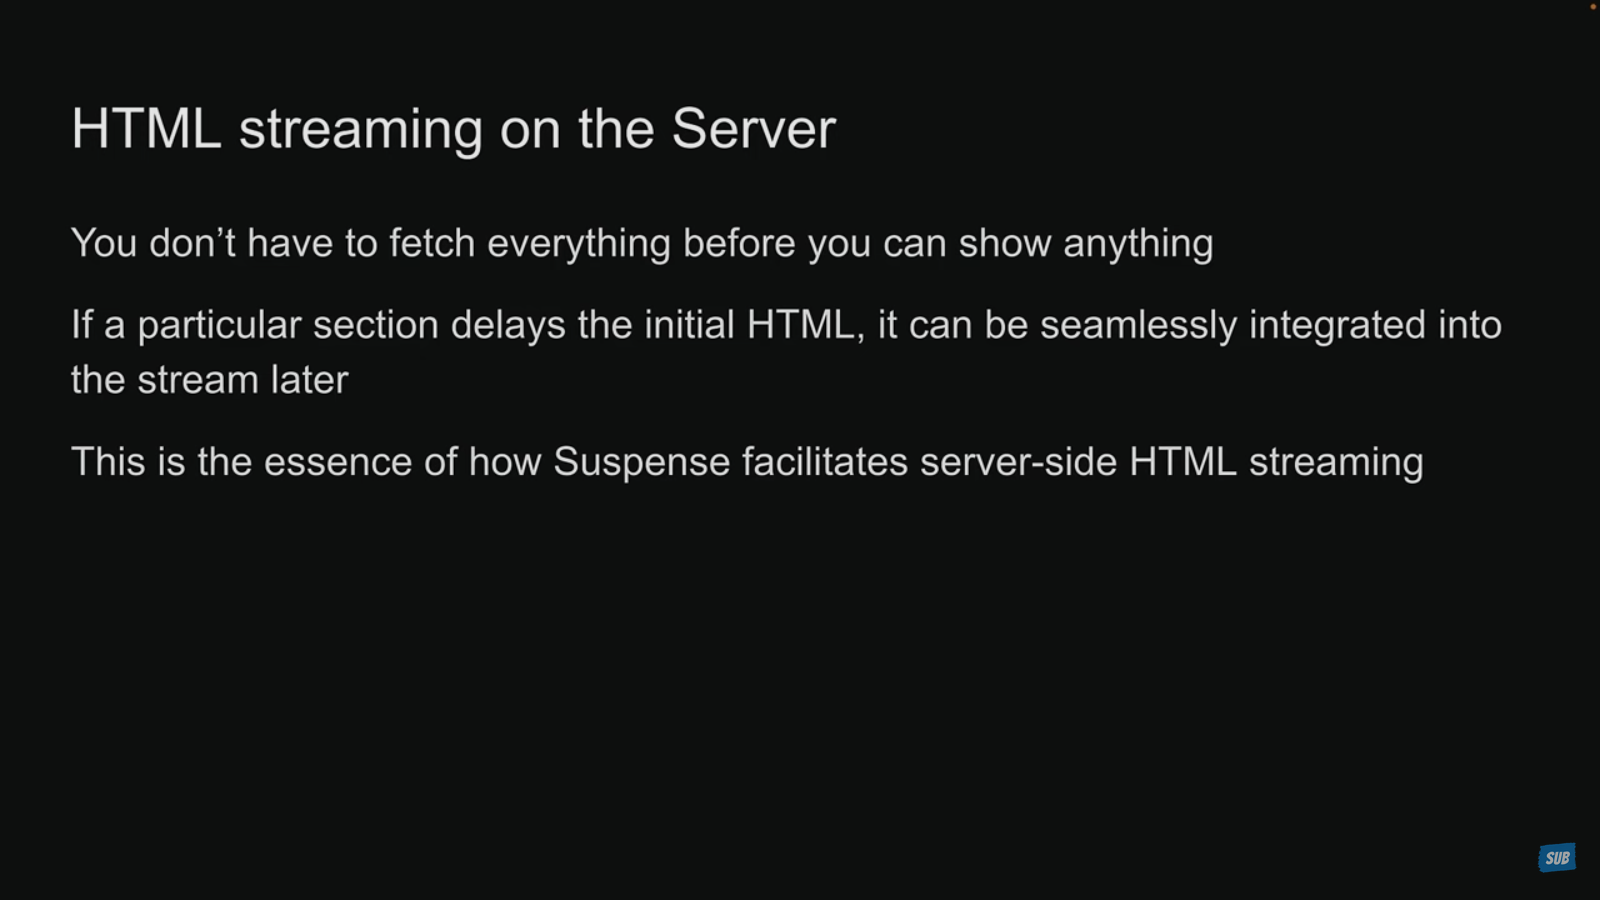 HTML streaming on the Server
You don’t have to fetch everything before you can show anything
If a particular section delays the initial HTML, it can be seamlessly integrated into
the stream later
This is the essence of how Suspense facilitates server-side HTML streaming
SUB